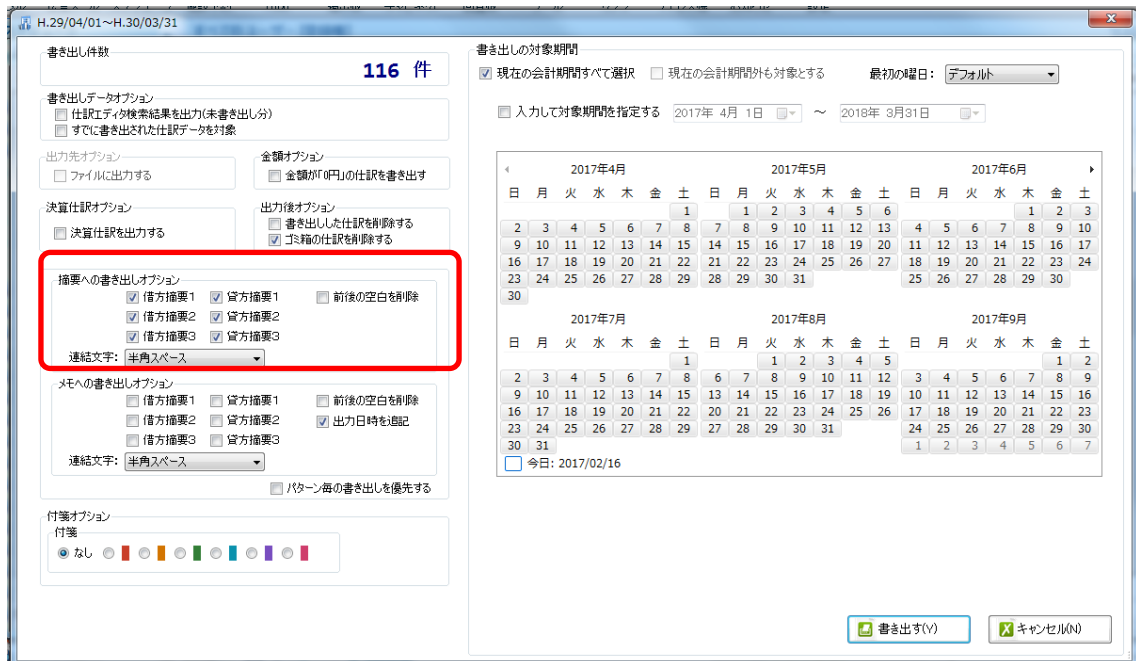 H.29/04/01～H.30/03/31
書き出し件数
116 件
書き出しデータオプション
仕訳エディタ検索結果を出力(未書き出し分)
すでに書き出された仕訳データを対象
出力先オプション
ファイルに出力する
金額オプション
金額が「0円」の仕訳を書き出す
決算仕訳オプション
決算仕訳を出力する
出力後オプション
書き出しした仕訳を削除する
ゴミ箱の仕訳を削除する
摘要への書き出しオプション
借方摘要1 貸方摘要1 前後の空白を削除
借方摘要2 貸方摘要2
借方摘要3 貸方摘要3
連結文字: 半角スペース
メモへの書き出しオプション
借方摘要1 貸方摘要1 前後の空白を削除
借方摘要2 貸方摘要2 出力日時を追記
借方摘要3 貸方摘要3
連結文字: 半角スペース
パターン毎の書き出しを優先する
付箋オプション
付箋
なし
書き出しの対象期間
現在の会計期間すべて選択 現在の会計期間外も対象とする 最初の曜日: デフォルト
入力して対象期間を指定する 2017年 4月 1日 ～ 2018年 3月31日
2017年4月 2017年5月 2017年6月
日 月 火 水 木 金 土 日 月 火 水 木 金 土 日 月 火 水 木 金 土
1 1 2 3 4 5 6 1 2 3
2 3 4 5 6 7 8 7 8 9 10 11 12 13 4 5 6 7 8 9 10
9 10 11 12 13 14 15 14 15 16 17 18 19 20 11 12 13 14 15 16 17
16 17 18 19 20 21 22 21 22 23 24 25 26 27 18 19 20 21 22 23 24
23 24 25 26 27 28 29 28 29 30 31 25 26 27 28 29 30
30
2017年7月 2017年8月 2017年9月
日 月 火 水 木 金 土 日 月 火 水 木 金 土 日 月 火 水 木 金 土
1 1 2 3 4 5 1 2
2 3 4 5 6 7 8 6 7 8 9 10 11 12 3 4 5 6 7 8 9
9 10 11 12 13 14 15 13 14 15 16 17 18 19 10 11 12 13 14 15 16
16 17 18 19 20 21 22 20 21 22 23 24 25 26 17 18 19 20 21 22 23
23 24 25 26 27 28 29 27 28 29 30 31 24 25 26 27 28 29 30
30 31 1 2 3 4 5 6 7
今日: 2017/02/16
書き出す(Y) キャンセル(N)